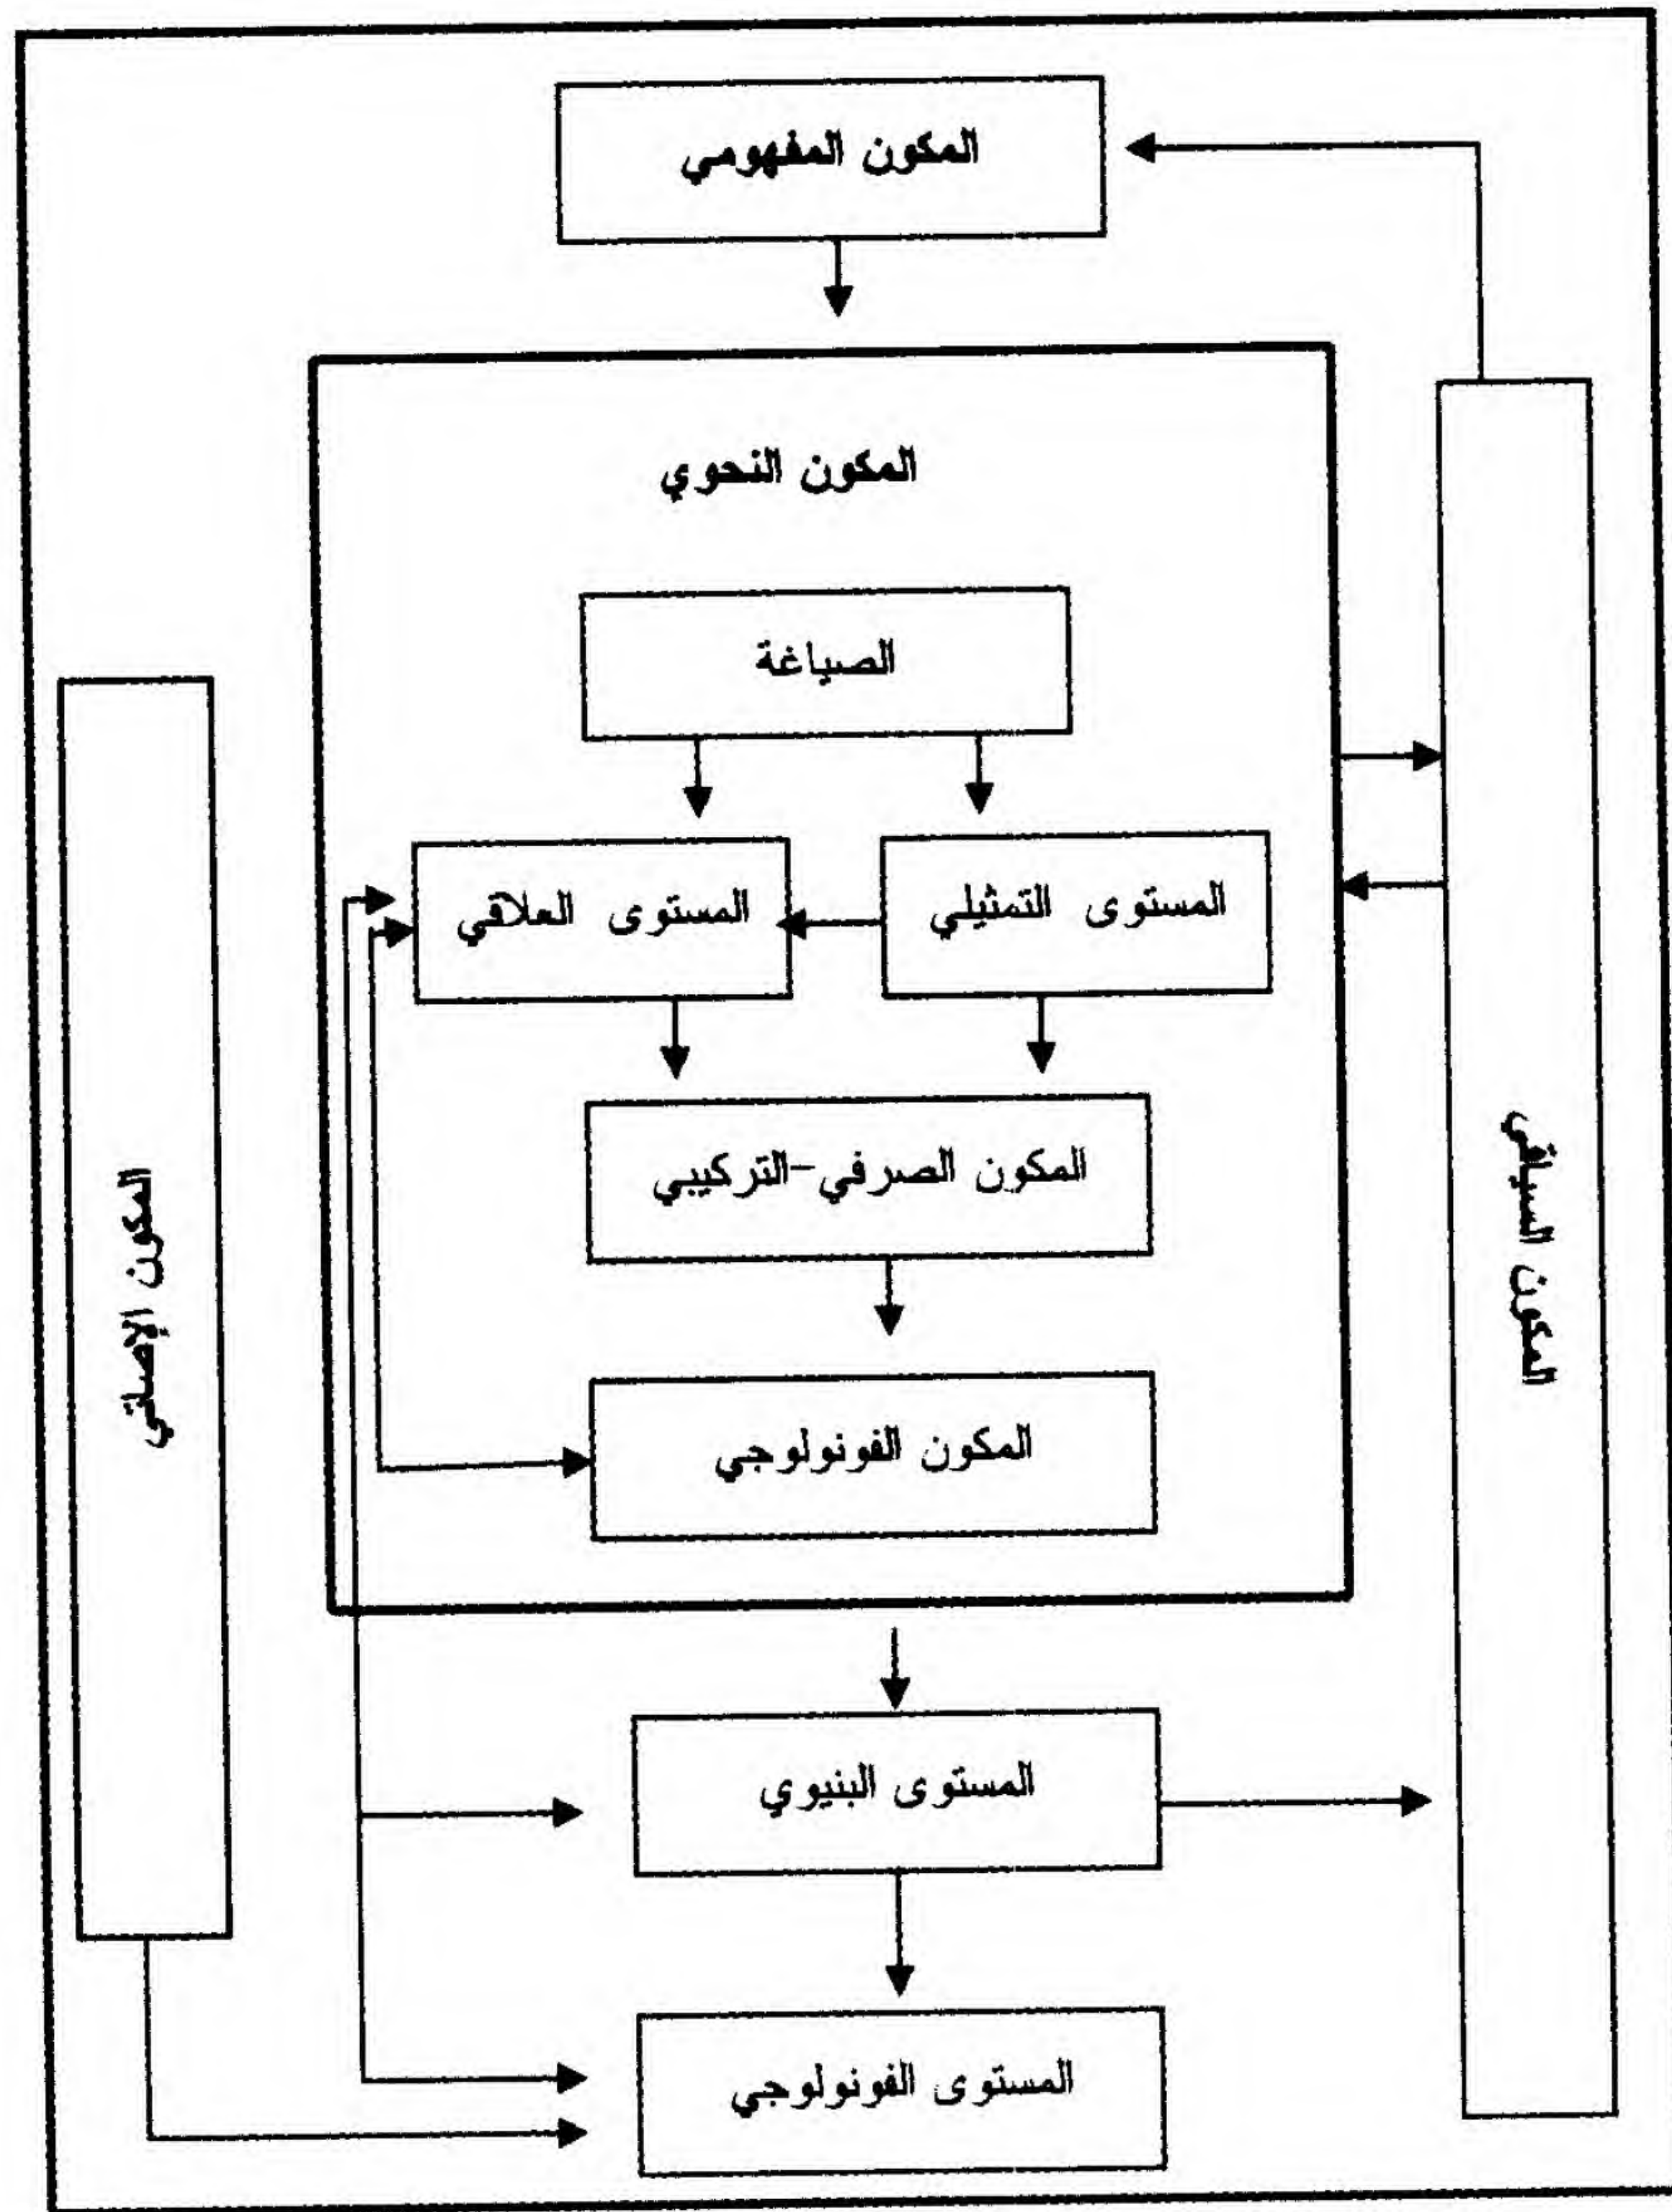 المكون المفهومي
المكون النحوي
الصياغة
المستوى التمثيلي
المستوى العلاقي
المكون الصرفي-التركيبي
المكون الفونولوجي
المستوى البنيوي
المستوى الفونولوجي
المكون السياقي
المكون الإصاتي